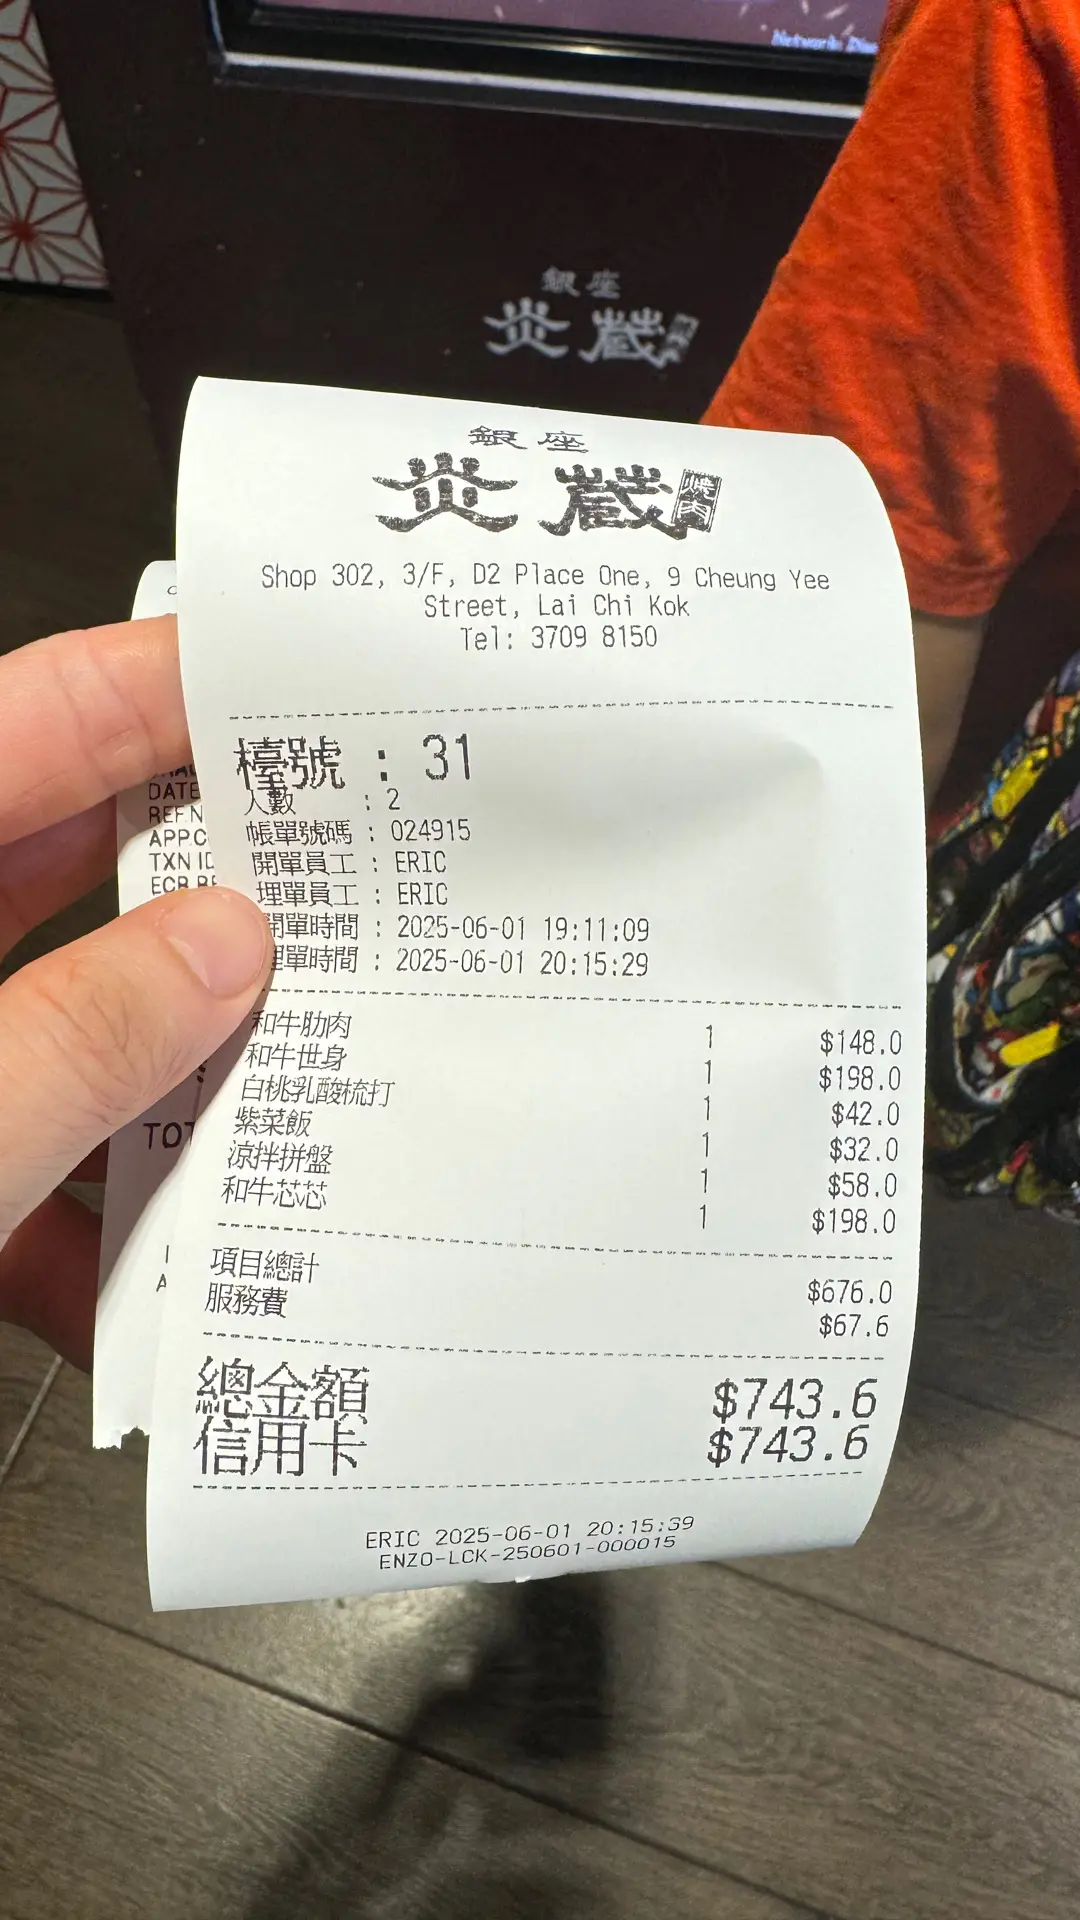 Network
銀座
炎蔵 焼肉
銀座
炎蔵 焼肉
Shop 302, 3/F, D2 Place One, 9 Cheung Yee
Street, Lai Chi Kok
Tel: 3709 8150
檯號 : 31
人數 : 2
帳單號碼 : 024915
開單員工 : ERIC
埋單員工 : ERIC
開單時間 : 2025-06-01 19:11:09
埋單時間 : 2025-06-01 20:15:29
和牛肋肉 1 $148.0
和牛世身 1 $198.0
白桃乳酸梳打 1 $42.0
紫菜飯 1 $32.0
涼拌拼盤 1 $58.0
和牛芯芯 1 $198.0
項目總計 $676.0
服務費 $67.6
總金額 $743.6
信用卡 $743.6
ERIC 2025-06-01 20:15:39
ENZO-LCK-250601-000015
DATE
REF.N
APP.C
TXN ID
ECR RE
TOT